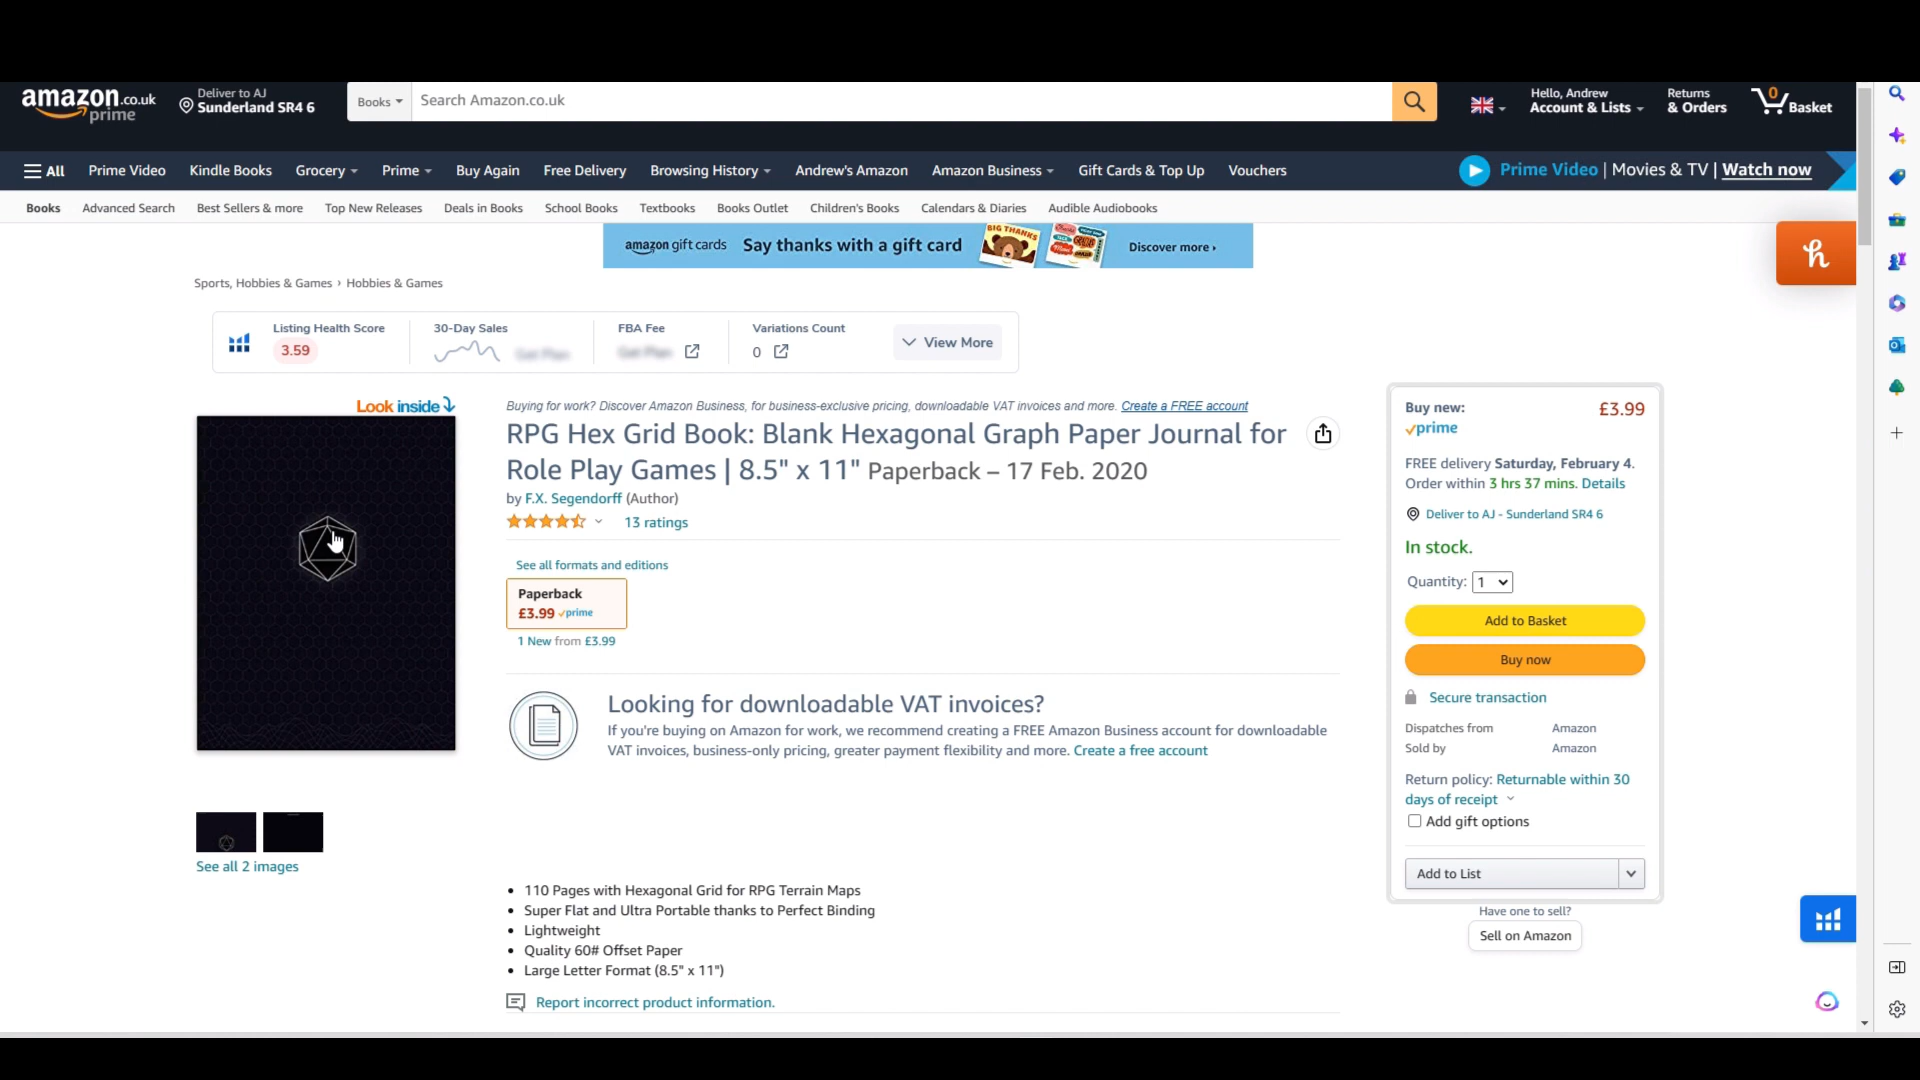 amazon.co.uk
prime
Deliver to AJ
Sunderland SR4 6
Books
Search Amazon.co.uk
Hello, Andrew
Account & Lists
Returns
& Orders
0
Basket
All
Prime Video
Kindle Books
Grocery
Prime
Buy Again
Free Delivery
Browsing History
Andrew's Amazon
Amazon Business
Gift Cards & Top Up
Vouchers
Prime Video | Movies & TV | Watch now
Books
Advanced Search
Best Sellers & more
Top New Releases
Deals in Books
School Books
Textbooks
Books Outlet
Children's Books
Calendars & Diaries
Audible Audiobooks
amazon gift cards
Say thanks with a gift card
BIG THANKS
Discover more ›
h
Sports, Hobbies & Games › Hobbies & Games
Listing Health Score
3.59
30-Day Sales
Get Plan
FBA Fee
Get Plan
Variations Count
0
View More
Look inside
Buying for work? Discover Amazon Business, for business-exclusive pricing, downloadable VAT invoices and more. Create a FREE account
RPG Hex Grid Book: Blank Hexagonal Graph Paper Journal for
Role Play Games | 8.5" x 11" Paperback – 17 Feb. 2020
by F.X. Segendorff (Author)
13 ratings
See all formats and editions
Paperback
£3.99 prime
1 New from £3.99
Looking for downloadable VAT invoices?
If you're buying on Amazon for work, we recommend creating a FREE Amazon Business account for downloadable
VAT invoices, business-only pricing, greater payment flexibility and more. Create a free account
See all 2 images
110 Pages with Hexagonal Grid for RPG Terrain Maps
Super Flat and Ultra Portable thanks to Perfect Binding
Lightweight
Quality 60# Offset Paper
Large Letter Format (8.5" x 11")
Report incorrect product information.
Buy new:
£3.99
prime
FREE delivery Saturday, February 4.
Order within 3 hrs 37 mins. Details
Deliver to AJ - Sunderland SR4 6
In stock.
Quantity: 1
Add to Basket
Buy now
Secure transaction
Dispatches from Amazon
Sold by Amazon
Return policy: Returnable within 30
days of receipt
Add gift options
Add to List
Have one to sell?
Sell on Amazon